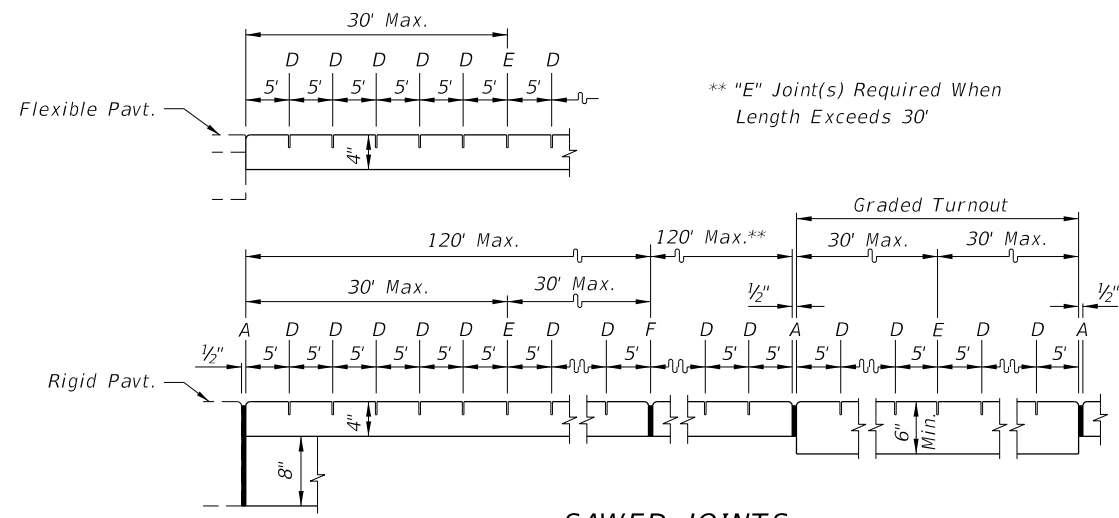 30' Max.
D D D D D E D
5' 5' 5' 5' 5' 5' 5'
Flexible Pavt.
4"
** "E" Joint(s) Required When
Length Exceeds 30'
Graded Turnout
120' Max. 120' Max.** 30' Max. 30' Max.
30' Max. 30' Max. ½" ½"
A D D D D D E D D F D D A D D E D D A
½" 5' 5' 5' 5' 5' 5' 5' 5' 5' 5' 5' 5' 5' 5' 5'
Rigid Pavt.
4" 6" Min.
8"
SAWED JOINTS